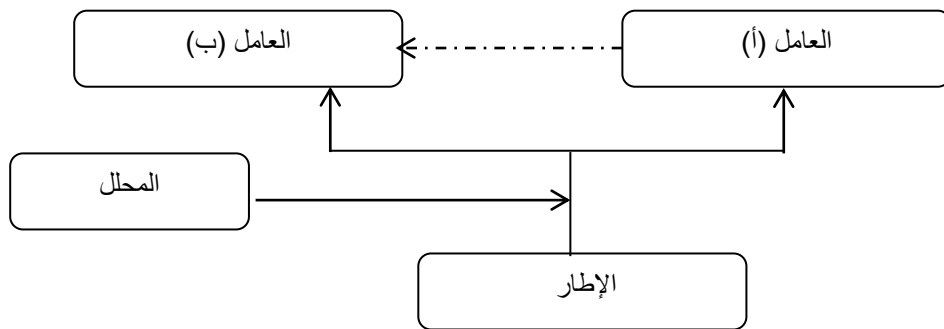 العامل (أ)
العامل (ب)
المحلل
الإطار